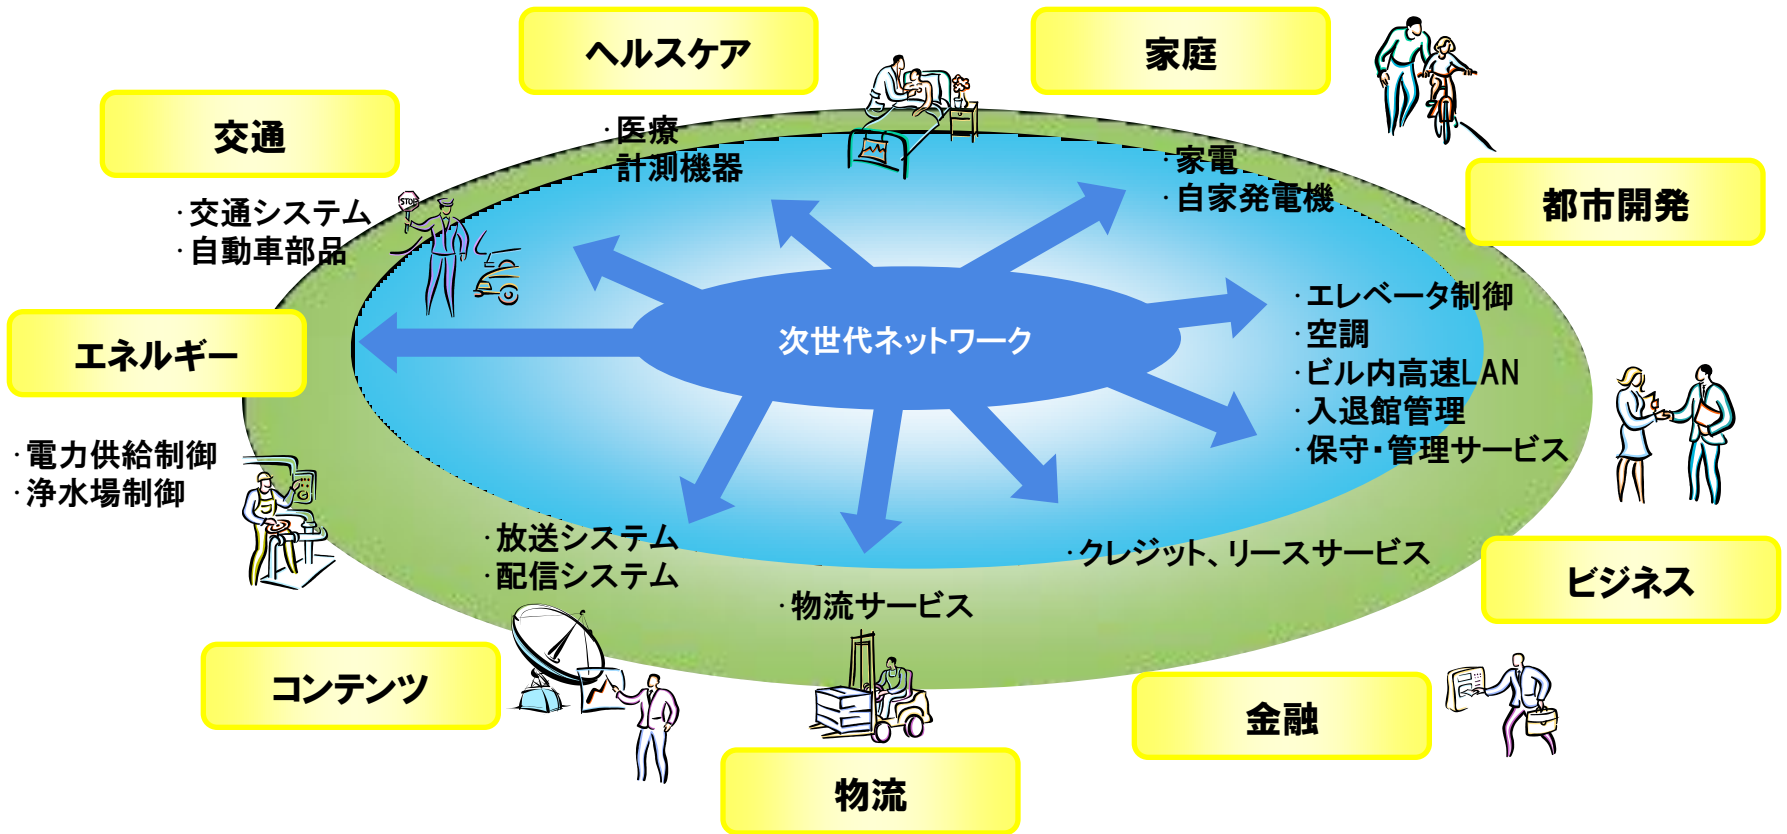 ヘルスケア
家庭
交通
・医療
計測機器
STOP
・家電
・自家発電機
都市開発
・交通システム
・自動車部品
・エレベータ制御
・空調
・ビル内高速LAN
・入退館管理
・保守・管理サービス
エネルギー
次世代ネットワーク
・電力供給制御
・浄水場制御
・放送システム
・配信システム
・クレジット、リースサービス
ビジネス
・物流サービス
コンテンツ
金融
物流